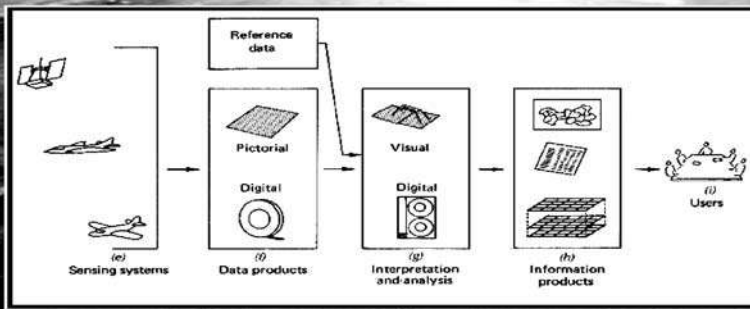 Reference
data
Pictorial
Digital
Visual
Digital
(e)
Sensing systems
(f)
Data products
(g)
Interpretation
and analysis
(h)
Information
products
(i)
Users